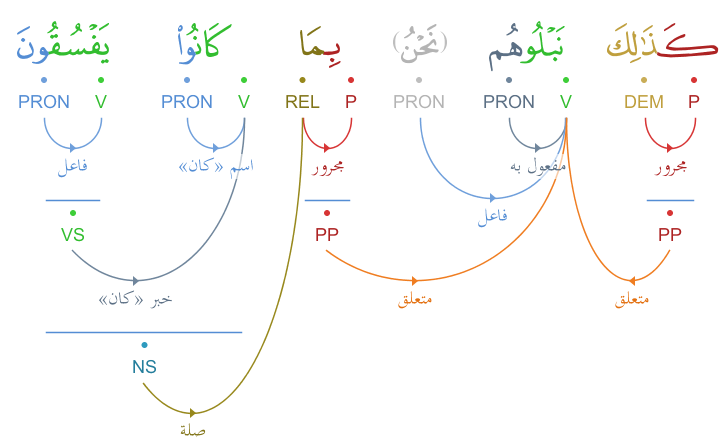 كَذَٰلِكَ نَبْلُوهُم (نَحْنُ) بِمَا كَانُوا۟ يَفْسُقُونَ
P DEM V PRON PRON P REL V PRON V PRON
مجرور مفعول به مجرور اسم «كان» فاعل
فاعل
PP PP VS
متعلق متعلق خبر «كان»
NS
صلة